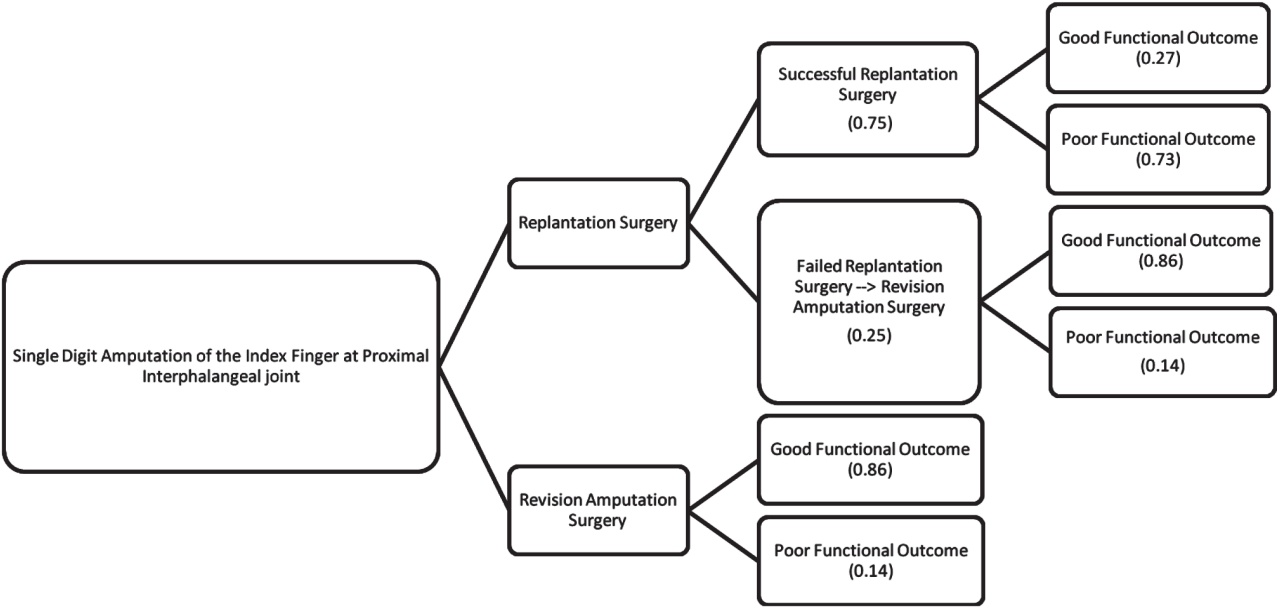 Single Digit Amputation of the Index Finger at Proximal
Interphalangeal joint
Replantation Surgery
Revision Amputation
Surgery
Successful Replantation
Surgery
(0.75)
Failed Replantation
Surgery --> Revision
Amputation Surgery
(0.25)
Good Functional Outcome
(0.86)
Poor Functional Outcome
(0.14)
Good Functional Outcome
(0.27)
Poor Functional Outcome
(0.73)
Good Functional Outcome
(0.86)
Poor Functional Outcome
(0.14)